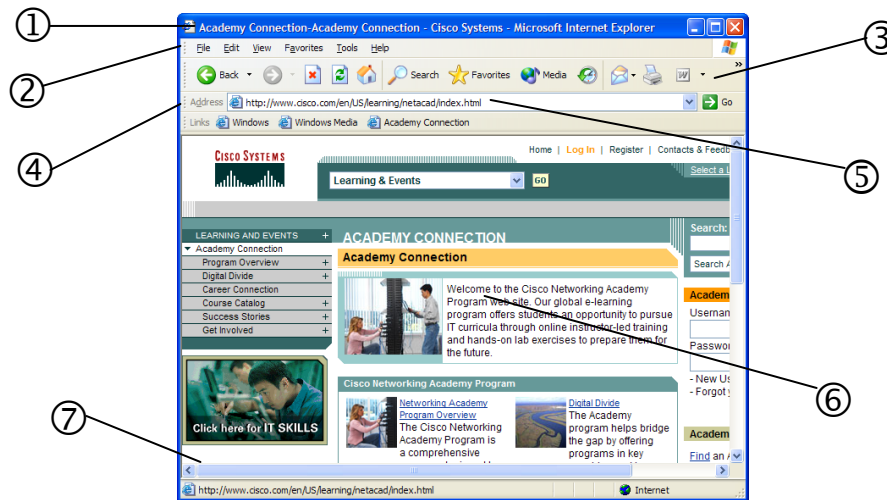 ①
Academy Connection-Academy Connection - Cisco Systems - Microsoft Internet Explorer
②
File Edit View Favorites Tools Help
③
Back Search Favorites Media
④
Address http://www.cisco.com/en/US/learning/netacad/index.html Go
⑤
Links Windows Windows Media Academy Connection
CISCO SYSTEMS
Home | Log In | Register | Contacts & Feedb
Select a L
Learning & Events GO
LEARNING AND EVENTS +
Academy Connection
Program Overview +
Digital Divide +
Career Connection
Course Catalog +
Success Stories +
Get Involved +
Click here for IT SKILLS
ACADEMY CONNECTION
Academy Connection
Welcome to the Cisco Networking Academy
Program web site. Our global e-learning
program offers students an opportunity to pursue
IT curricula through online instructor-led training
and hands-on lab exercises to prepare them for
the future.
Cisco Networking Academy Program
Networking Academy
Program Overview
The Cisco Networking
Academy Program is
a comprehensive
Digital Divide
The Academy
program helps bridge
the gap by offering
programs in key
Search:
Search A
Academ
Usernam
Passwor
- New Us
- Forgot y
Academ
Find an A
⑥
⑦
http://www.cisco.com/en/US/learning/netacad/index.html Internet